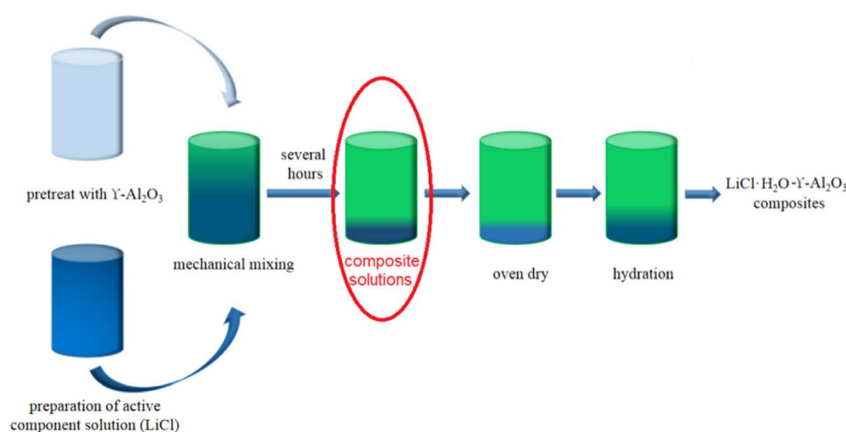 pretreat with ϒ-Al₂O₃
preparation of active
component solution (LiCl)
mechanical mixing
several
hours
composite
solutions
oven dry
hydration
LiCl·H₂O-ϒ-Al₂O₃
composites